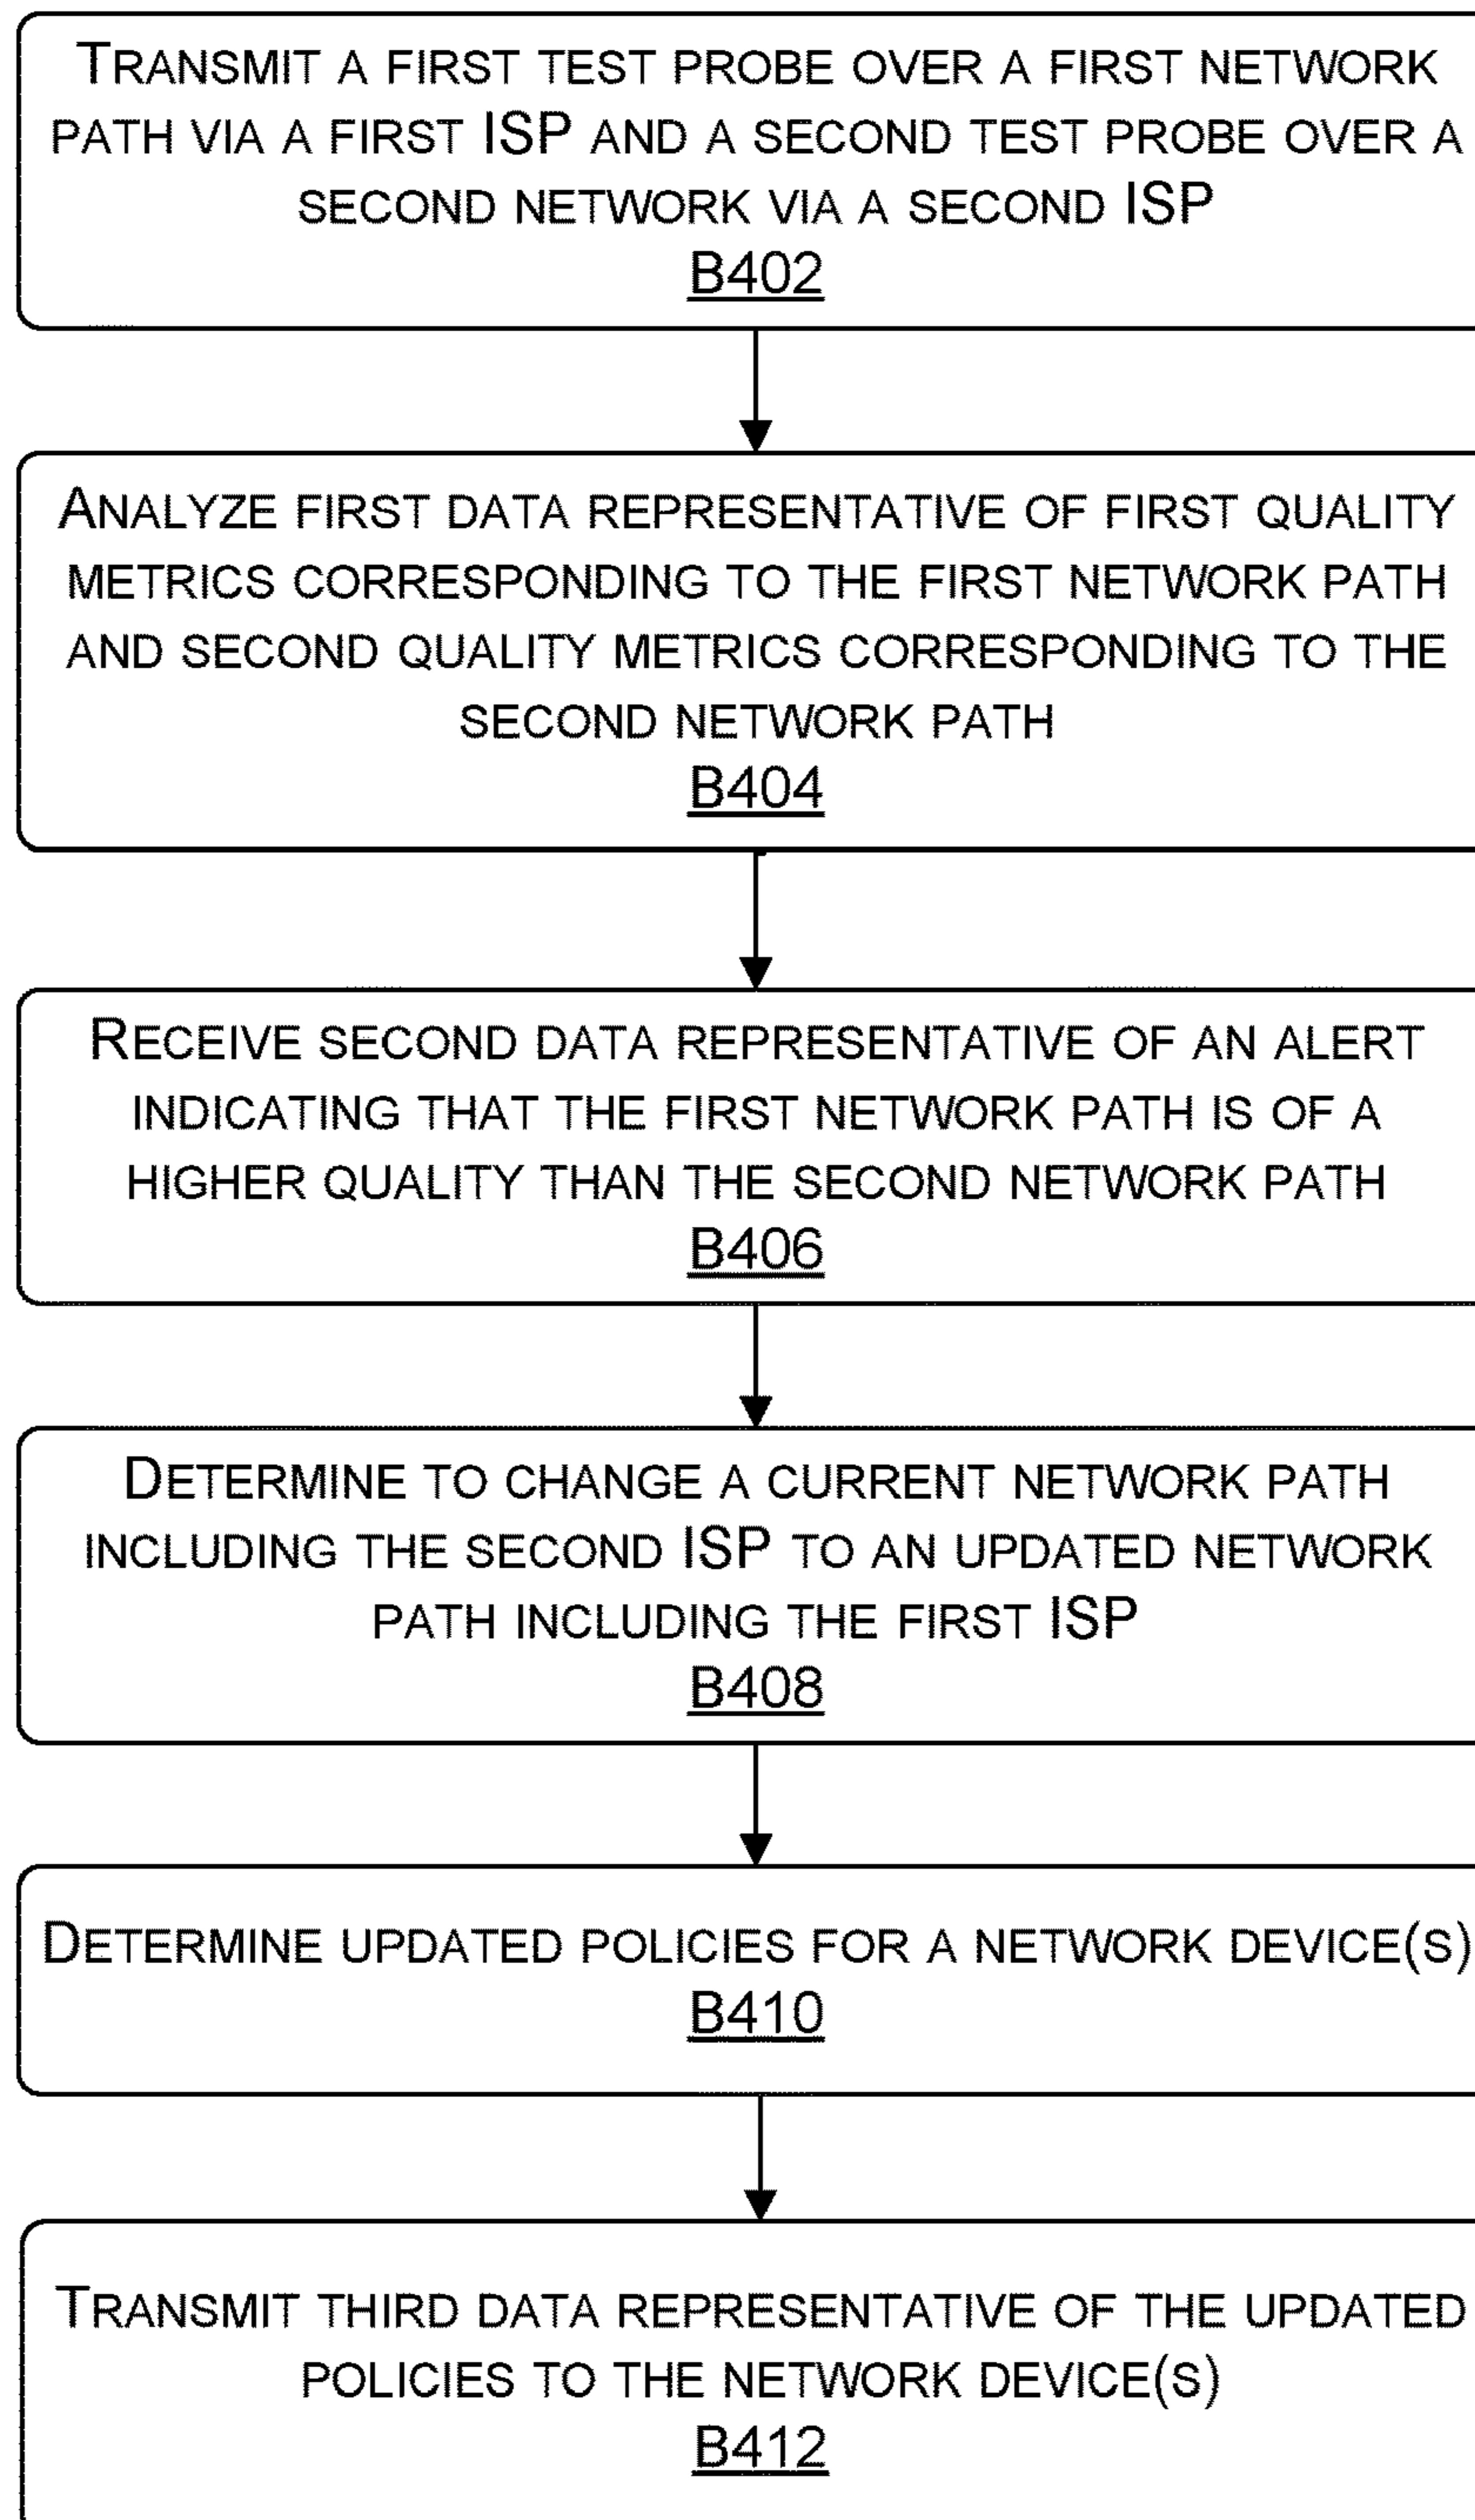 TRANSMIT A FIRST TEST PROBE OVER A FIRST NETWORK
PATH VIA A FIRST ISP AND A SECOND TEST PROBE OVER A
SECOND NETWORK VIA A SECOND ISP
B402
ANALYZE FIRST DATA REPRESENTATIVE OF FIRST QUALITY
METRICS CORRESPONDING TO THE FIRST NETWORK PATH
AND SECOND QUALITY METRICS CORRESPONDING TO THE
SECOND NETWORK PATH
B404
RECEIVE SECOND DATA REPRESENTATIVE OF AN ALERT
INDICATING THAT THE FIRST NETWORK PATH IS OF A
HIGHER QUALITY THAN THE SECOND NETWORK PATH
B406
DETERMINE TO CHANGE A CURRENT NETWORK PATH
INCLUDING THE SECOND ISP TO AN UPDATED NETWORK
PATH INCLUDING THE FIRST ISP
B408
DETERMINE UPDATED POLICIES FOR A NETWORK DEVICE(S)
B410
TRANSMIT THIRD DATA REPRESENTATIVE OF THE UPDATED
POLICIES TO THE NETWORK DEVICE(S)
B412